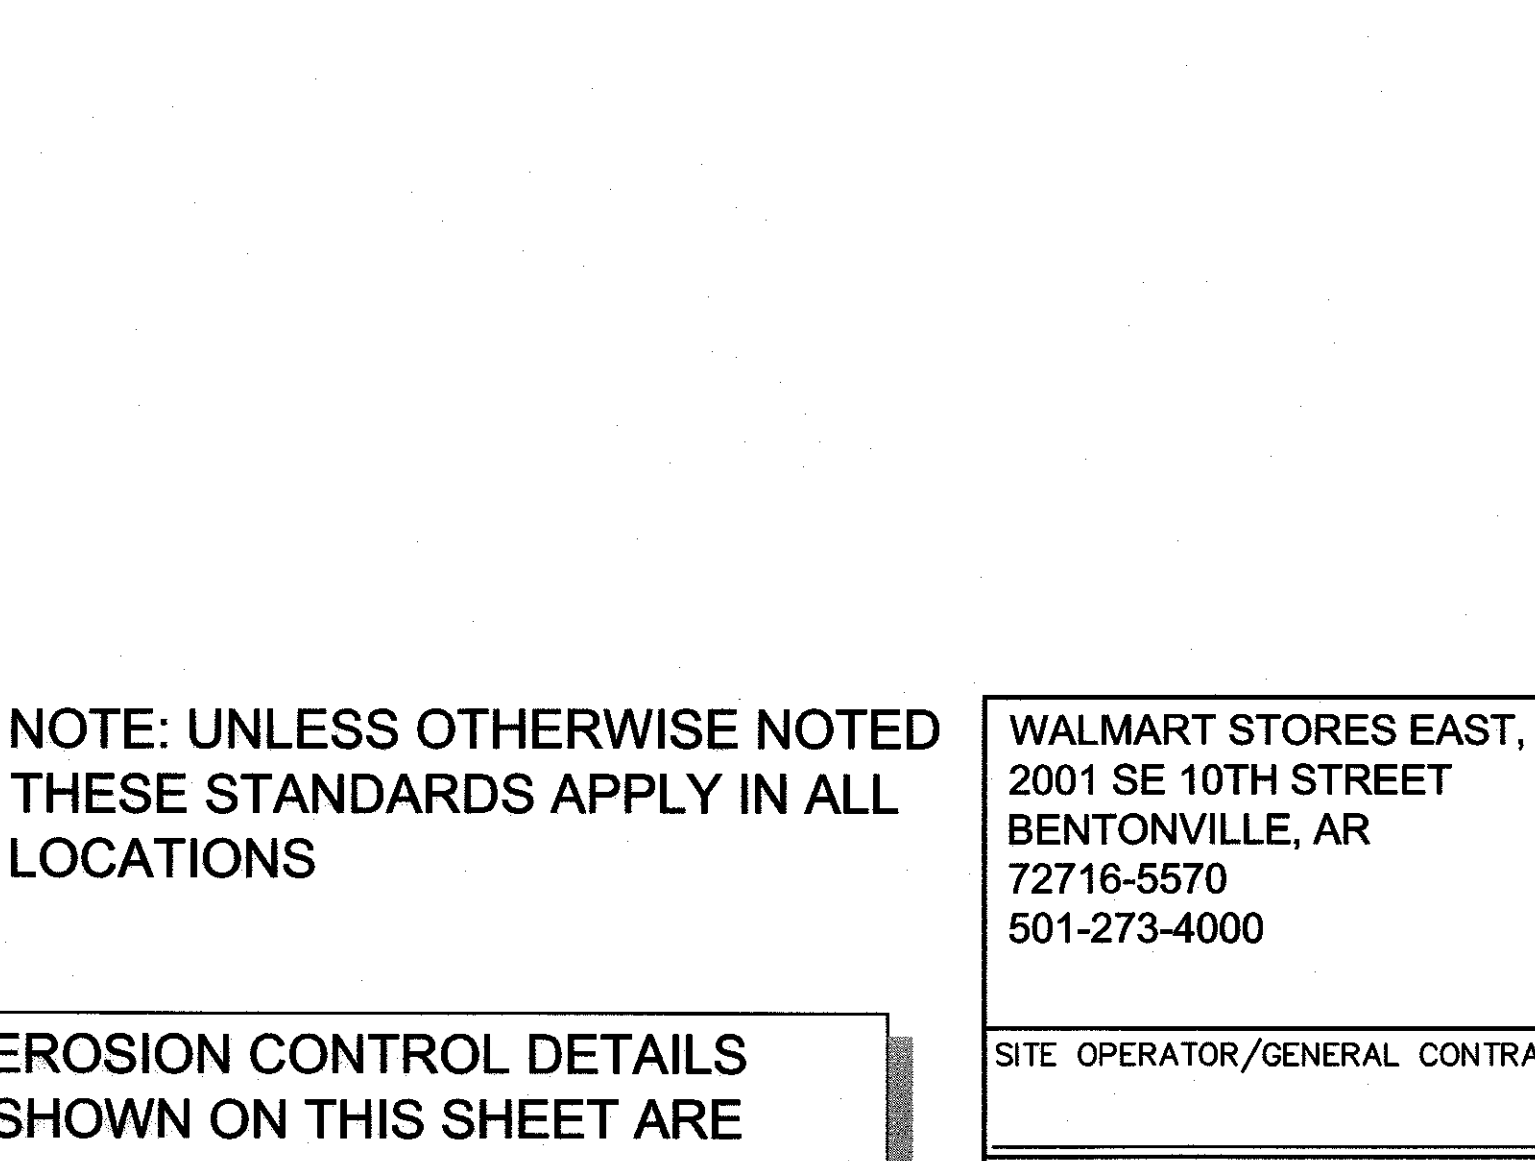 NOTE: UNLESS OTHERWISE NOTED
THESE STANDARDS APPLY IN ALL
LOCATIONS
EROSION CONTROL DETAILS
SHOWN ON THIS SHEET ARE
WALMART STORES EAST,
2001 SE 10TH STREET
BENTONVILLE, AR
72716-5570
501-273-4000
SITE OPERATOR/GENERAL